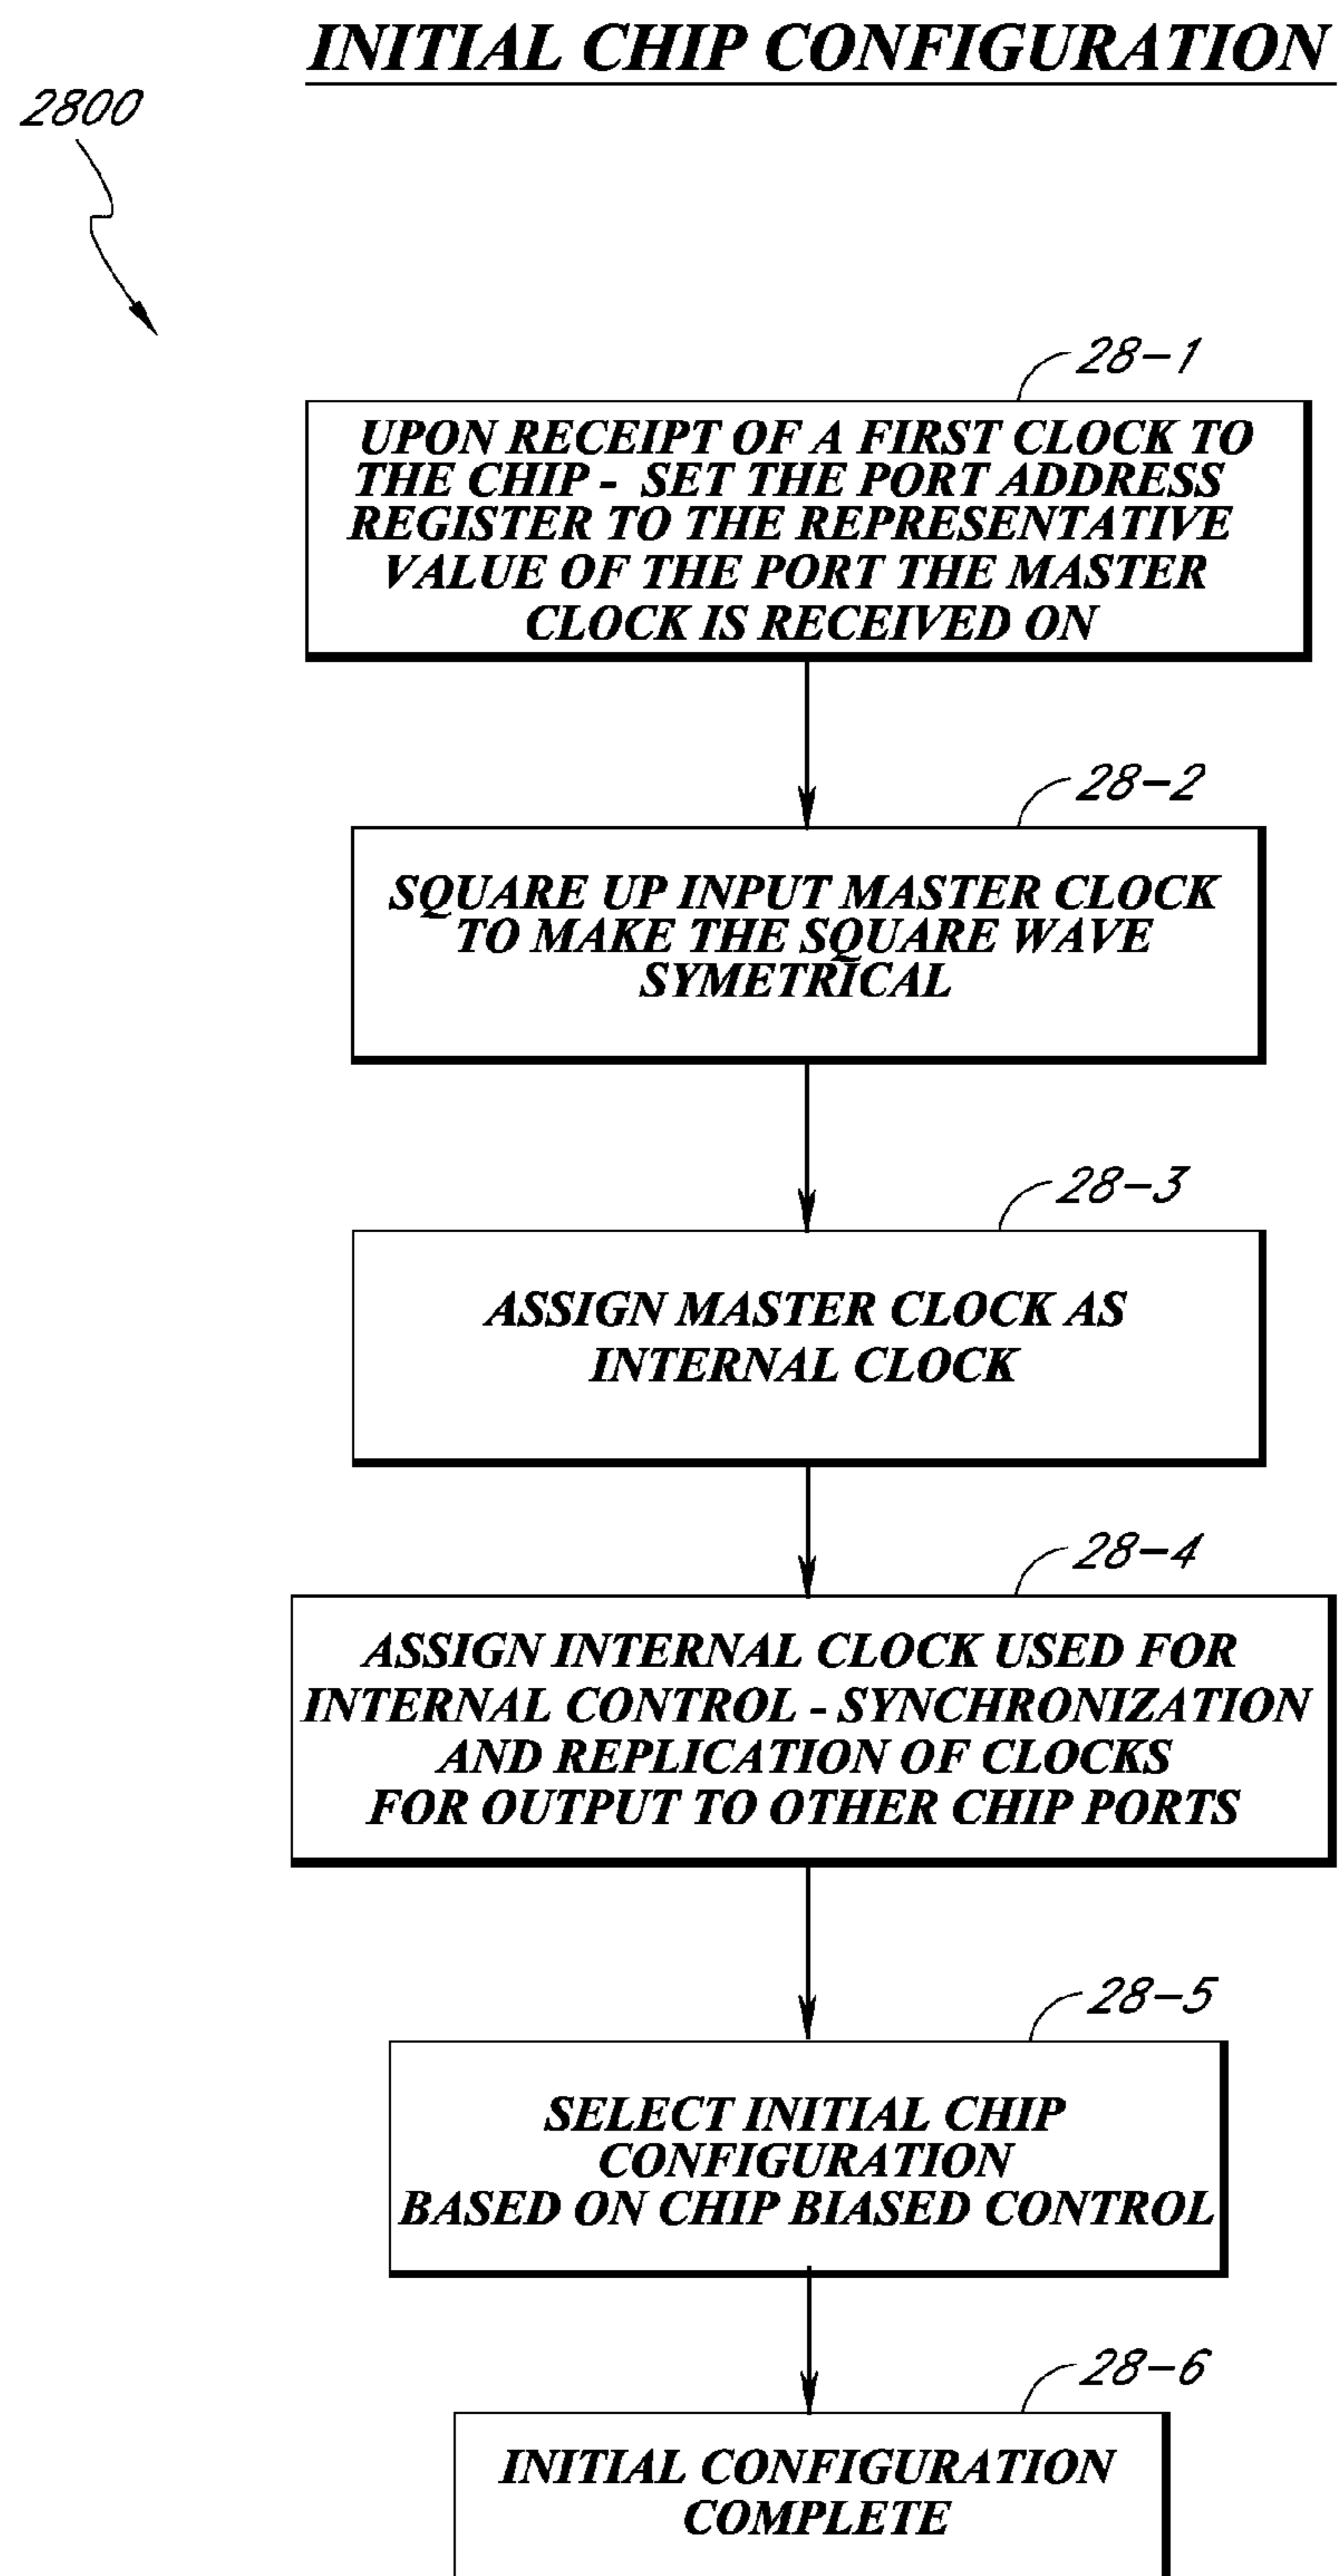 INITIAL CHIP CONFIGURATION
2800
28-1
UPON RECEIPT OF A FIRST CLOCK TO
THE CHIP - SET THE PORT ADDRESS
REGISTER TO THE REPRESENTATIVE
VALUE OF THE PORT THE MASTER
CLOCK IS RECEIVED ON
28-2
SQUARE UP INPUT MASTER CLOCK
TO MAKE THE SQUARE WAVE
SYMETRICAL
28-3
ASSIGN MASTER CLOCK AS
INTERNAL CLOCK
28-4
ASSIGN INTERNAL CLOCK USED FOR
INTERNAL CONTROL - SYNCHRONIZATION
AND REPLICATION OF CLOCKS
FOR OUTPUT TO OTHER CHIP PORTS
28-5
SELECT INITIAL CHIP
CONFIGURATION
BASED ON CHIP BIASED CONTROL
28-6
INITIAL CONFIGURATION
COMPLETE